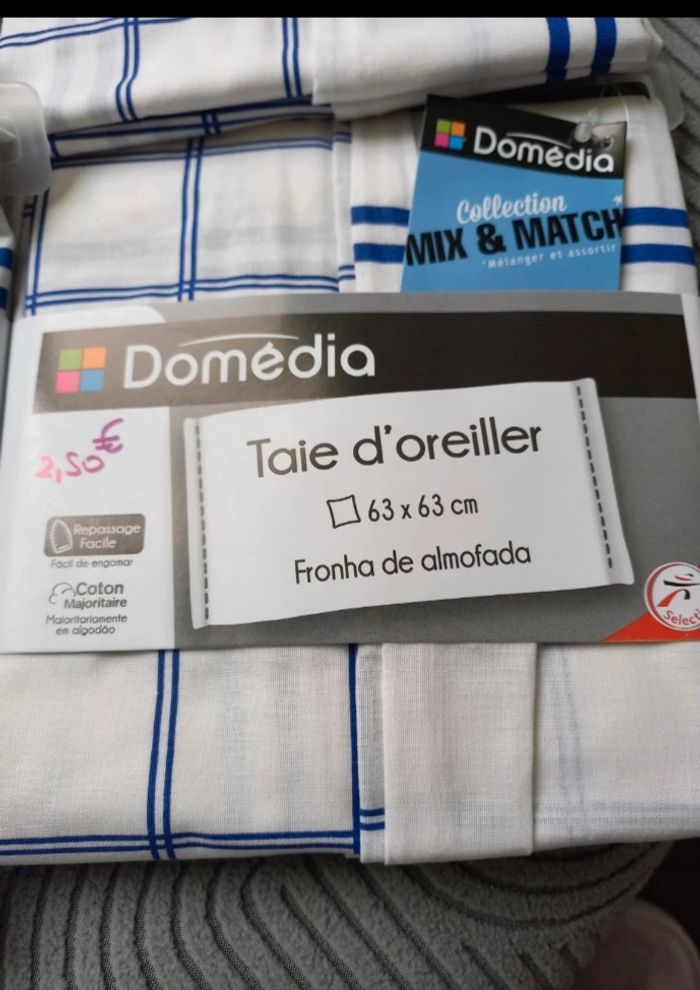 Domédia
Collection
MIX & MATCH*
*Mélanger et assortir
Domédia
2,50€
Taie d'oreiller
63 x 63 cm
Fronha de almofada
Repassage
Facile
Fácil de engomar
Coton
Majoritaire
Maioritariamente
em algodão
Select